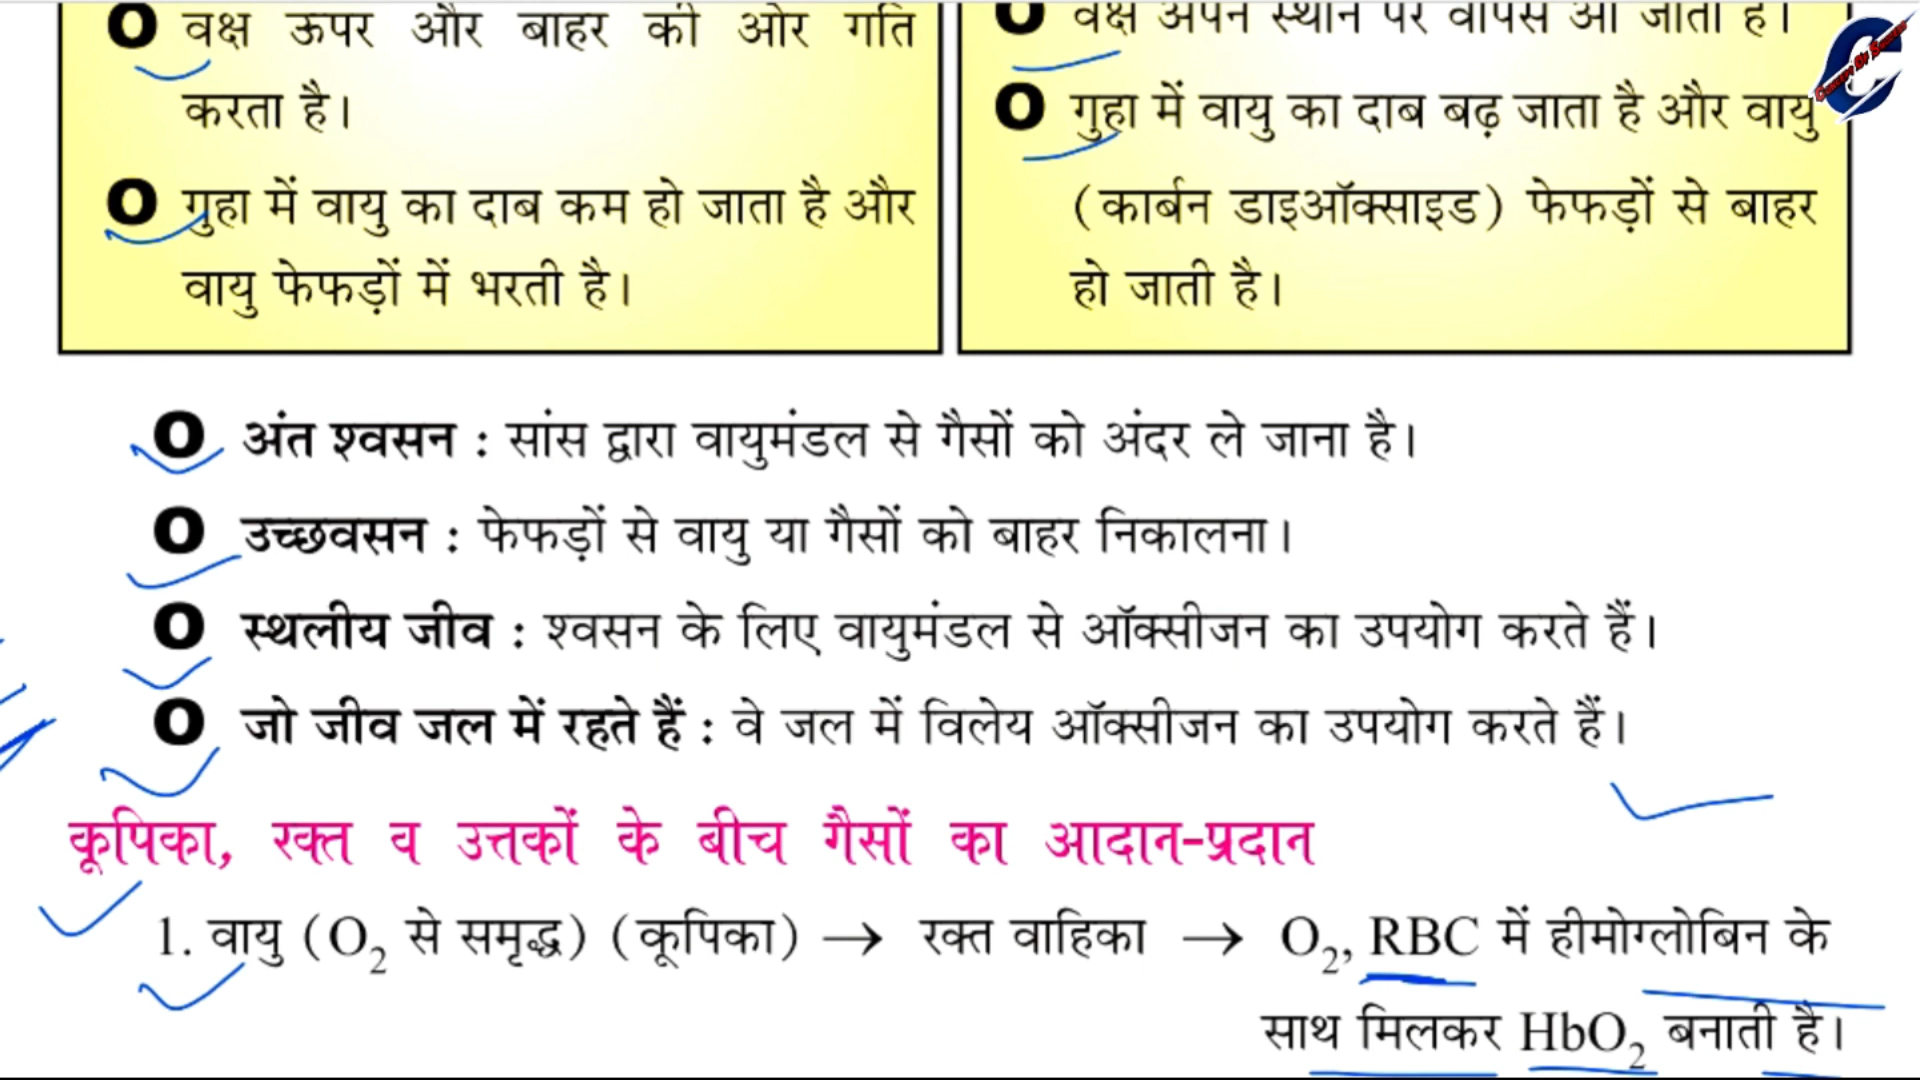 O वक्ष ऊपर और बाहर की ओर गति
करता है।
O गुहा में वायु का दाब कम हो जाता है और
वायु फेफड़ों में भरती है।
O वक्ष अपने स्थान पर वापस आ जाता है।
O गुहा में वायु का दाब बढ़ जाता है और वायु
(कार्बन डाइऑक्साइड) फेफड़ों से बाहर
हो जाती है।
O अंत श्वसन : सांस द्वारा वायुमंडल से गैसों को अंदर ले जाना है।
O उच्छवसन : फेफड़ों से वायु या गैसों को बाहर निकालना।
O स्थलीय जीव : श्वसन के लिए वायुमंडल से ऑक्सीजन का उपयोग करते हैं।
O जो जीव जल में रहते हैं : वे जल में विलेय ऑक्सीजन का उपयोग करते हैं।
कूपिका, रक्त व उत्तकों के बीच गैसों का आदान-प्रदान
1. वायु (O₂ से समृद्ध) (कूपिका) → रक्त वाहिका → O₂, RBC में हीमोग्लोबिन के
साथ मिलकर HbO₂ बनाती है।